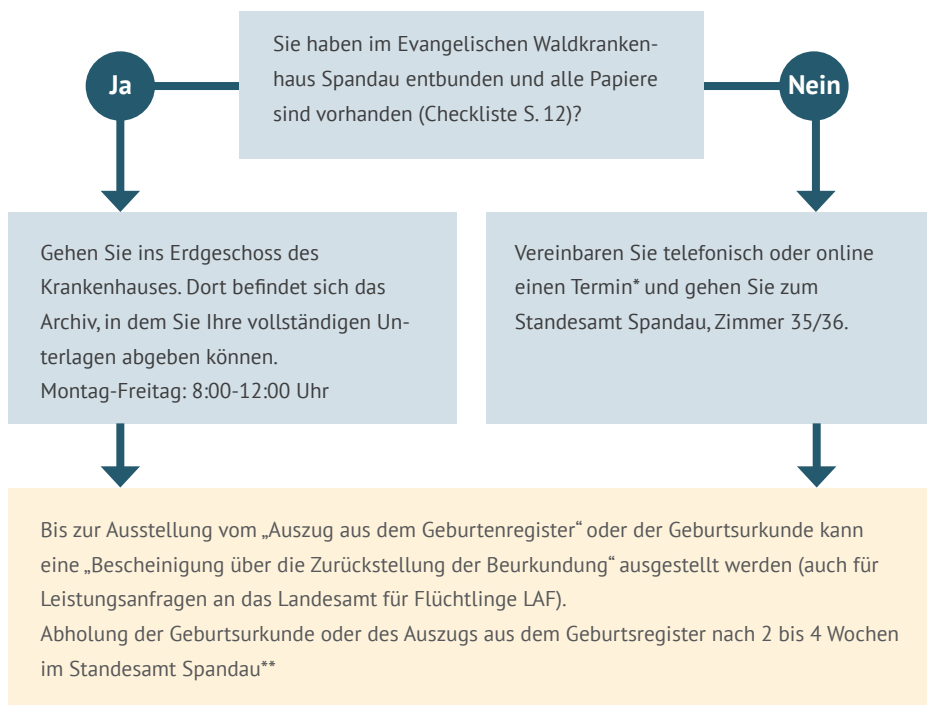 Sie haben im Evangelischen Waldkranken-
haus Spandau entbunden und alle Papiere
sind vorhanden (Checkliste S. 12)?
Ja
Nein
Gehen Sie ins Erdgeschoss des
Krankenhauses. Dort befindet sich das
Archiv, in dem Sie Ihre vollständigen Un-
terlagen abgeben können.
Montag-Freitag: 8:00-12:00 Uhr
Vereinbaren Sie telefonisch oder online
einen Termin* und gehen Sie zum
Standesamt Spandau, Zimmer 35/36.
Bis zur Ausstellung vom „Auszug aus dem Geburtenregister“ oder der Geburtsurkunde kann
eine „Bescheinigung über die Zurückstellung der Beurkundung“ ausgestellt werden (auch für
Leistungsanfragen an das Landesamt für Flüchtlinge LAF).
Abholung der Geburtsurkunde oder des Auszugs aus dem Geburtsregister nach 2 bis 4 Wochen
im Standesamt Spandau**